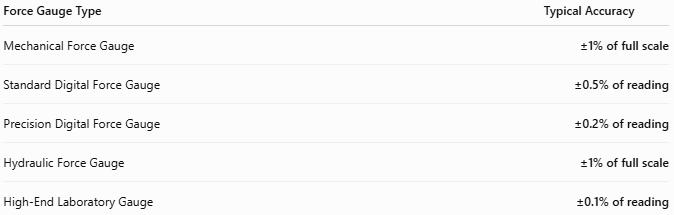 Force Gauge Type Typical Accuracy
Mechanical Force Gauge ±1% of full scale
Standard Digital Force Gauge ±0.5% of reading
Precision Digital Force Gauge ±0.2% of reading
Hydraulic Force Gauge ±1% of full scale
High-End Laboratory Gauge ±0.1% of reading